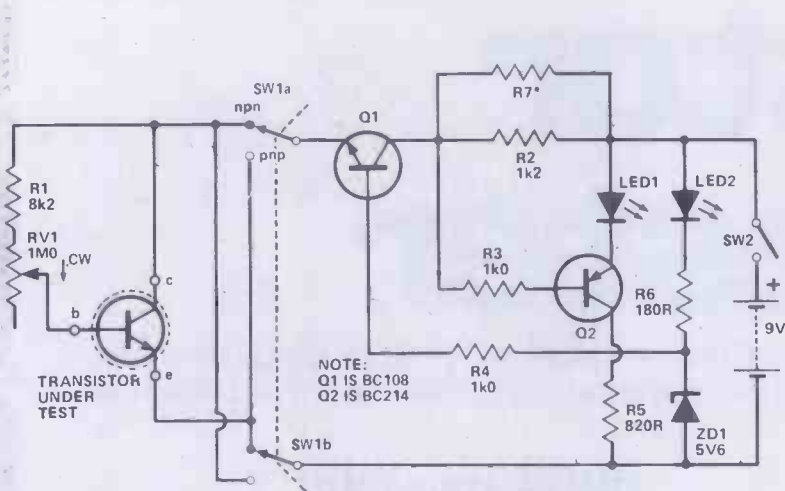 SW1a
npn
pnp
Q1
R7*
R2
1k2
R1
8k2
RV1
1M0
CW
LED1
LED2
SW2
R3
1k0
c
b
e
Q2
R6
180R
+
9V
TRANSISTOR
UNDER
TEST
NOTE:
Q1 IS BC108
Q2 IS BC214
R4
1k0
R5
820R
ZD1
5V6
SW1b